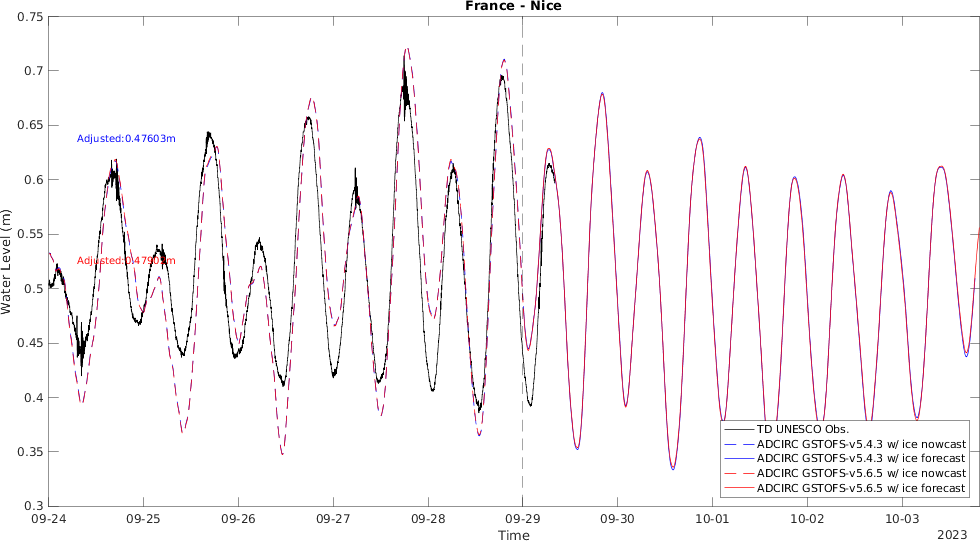 France - Nice
0.75
0.7
0.65
0.6
0.55
0.5
0.45
0.4
0.35
0.3
Water Level (m)
Adjusted:0.47603m
TD UNESCO Obs.
ADCIRC GSTOFS-v5.4.3 w/ ice nowcast
ADCIRC GSTOFS-v5.4.3 w/ ice forecast
ADCIRC GSTOFS-v5.6.5 w/ ice nowcast
ADCIRC GSTOFS-v5.6.5 w/ ice forecast
09-24 09-25 09-26 09-27 09-28 09-29 09-30 10-01 10-02 10-03
Time
2023